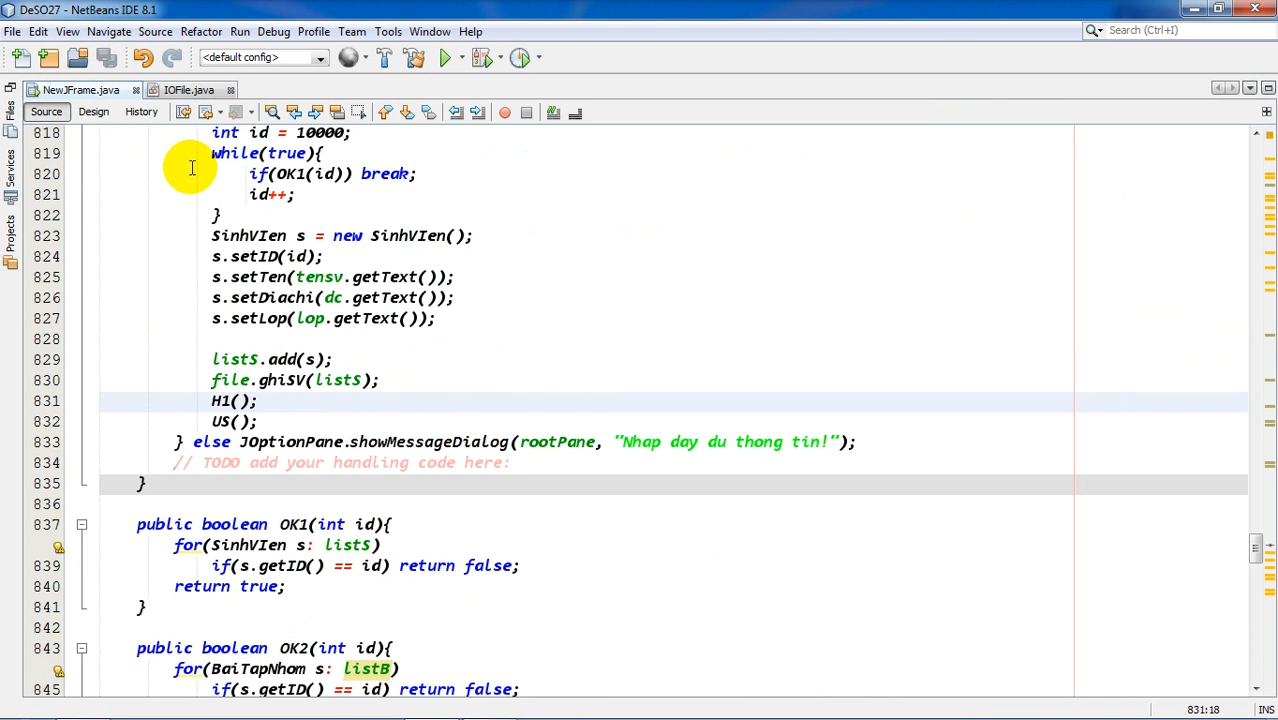 DeSO27 - NetBeans IDE 8.1
File Edit View Navigate Source Refactor Run Debug Profile Team Tools Window Help
Search (Ctrl+I)
<default config>
NewJFrame.java IOFile.java
Source Design History
Files
Services
Projects
818 int id = 10000;
819 while(true){
820 if(OK1(id)) break;
821 id++;
822 }
823 SinhVIen s = new SinhVIen();
824 s.setID(id);
825 s.setTen(tensv.getText());
826 s.setDiachi(dc.getText());
827 s.setLop(lop.getText());
828
829 listS.add(s);
830 file.ghiSV(listS);
831 H1();
832 US();
833 } else JOptionPane.showMessageDialog(rootPane, "Nhap day du thong tin!");
834 // TODO add your handling code here:
835 }
836
837 public boolean OK1(int id){
for(SinhVIen s: listS)
839 if(s.getID() == id) return false;
840 return true;
841 }
842
843 public boolean OK2(int id){
for(BaiTapNhom s: listB)
845 if(s.getID() == id) return false;
831:18 INS